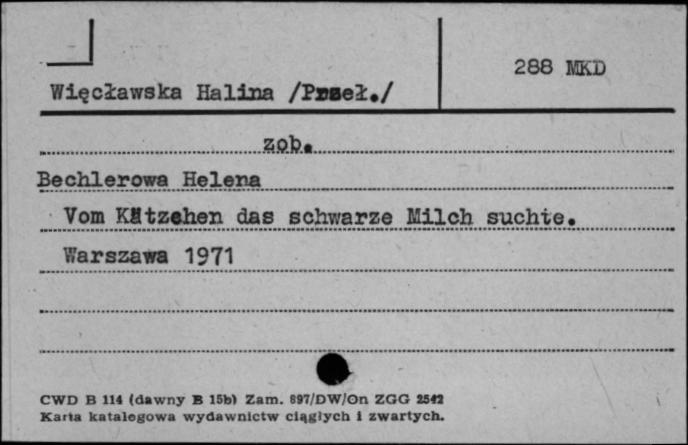 288 MKD
Więcławska Halina /Przeł./
zob.
Bechlerowa Helena
Vom Kätzchen das schwarze Milch suchte.
Warszawa 1971
CWD B 114 (dawny B 15b) Zam. 897/DW/On ZGG 2542
Karta katalogowa wydawnictw ciągłych i zwartych.